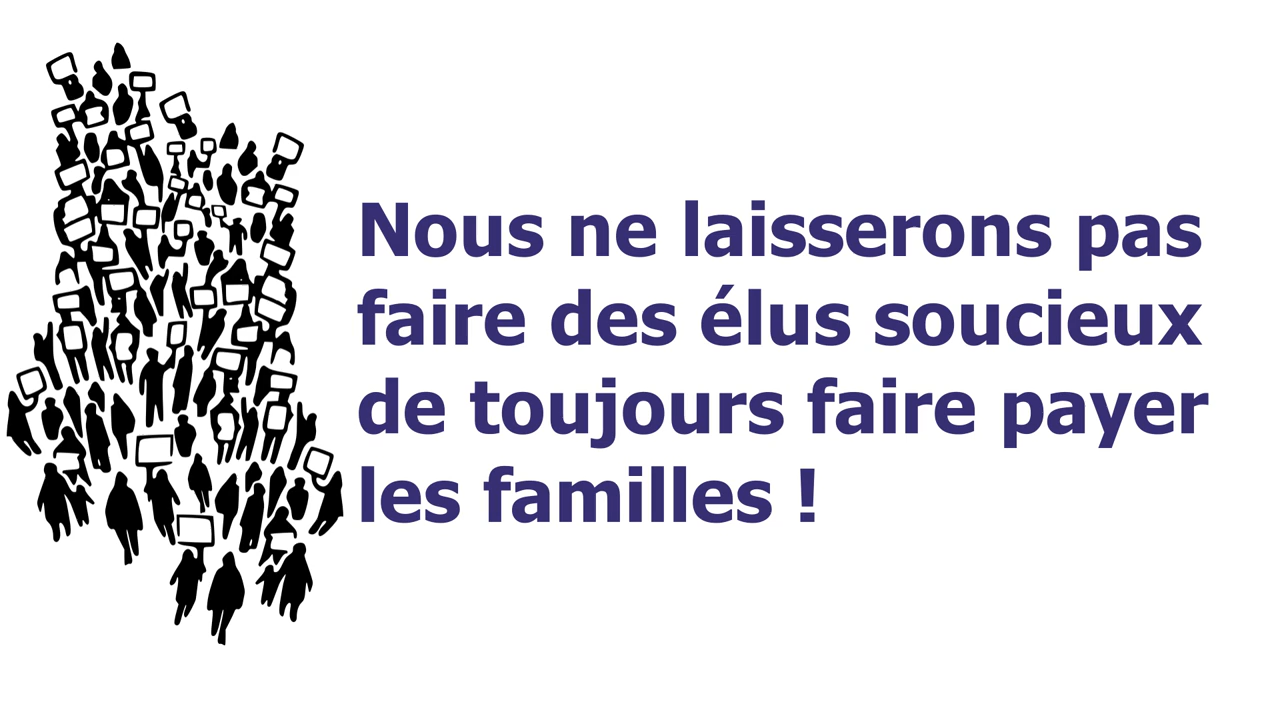 Nous ne laisserons pas
faire des élus soucieux
de toujours faire payer
les familles !